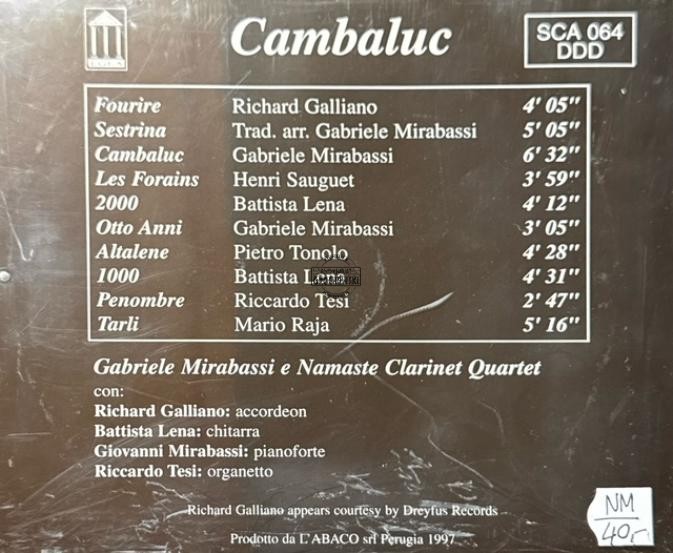 Cambaluc
SCA 064
DDD
EGEA
Fourire Richard Galliano 4' 05"
Sestrina Trad. arr. Gabriele Mirabassi 5' 05"
Cambaluc Gabriele Mirabassi 6' 32"
Les Forains Henri Sauguet 3' 59"
2000 Battista Lena 4' 12"
Otto Anni Gabriele Mirabassi 3' 05"
Altalene Pietro Tonolo 4' 28"
1000 Battista Lena 4' 31"
Penombre Riccardo Tesi 2' 47"
Tarli Mario Raja 5' 16"
Gabriele Mirabassi e Namaste Clarinet Quartet
con:
Richard Galliano: accordeon
Battista Lena: chitarra
Giovanni Mirabassi: pianoforte
Riccardo Tesi: organetto
Richard Galliano appears courtesy by Dreyfus Records
Prodotto da L'ABACO srl Perugia 1997
NM
40,-